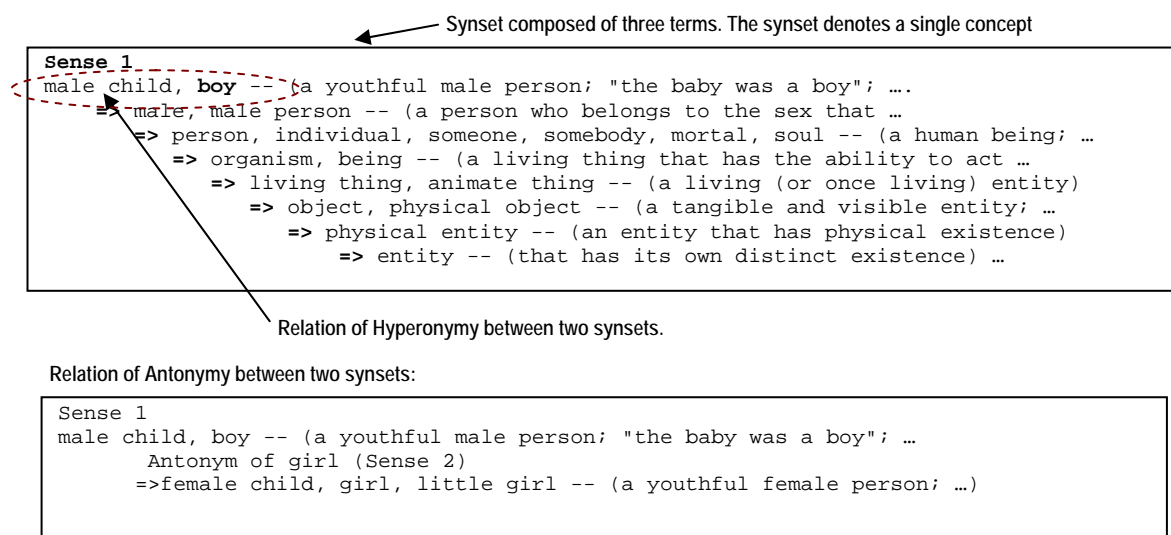 Synset composed of three terms. The synset denotes a single concept
Sense 1
male child, boy -- (a youthful male person; "the baby was a boy"; ….
=> male, male person -- (a person who belongs to the sex that …
=> person, individual, someone, somebody, mortal, soul -- (a human being; …
=> organism, being -- (a living thing that has the ability to act …
=> living thing, animate thing -- (a living (or once living) entity)
=> object, physical object -- (a tangible and visible entity; …
=> physical entity -- (an entity that has physical existence)
=> entity -- (that has its own distinct existence) …
Relation of Hyperonymy between two synsets.
Relation of Antonymy between two synsets:
Sense 1
male child, boy -- (a youthful male person; "the baby was a boy"; …
Antonym of girl (Sense 2)
=>female child, girl, little girl -- (a youthful female person; …)